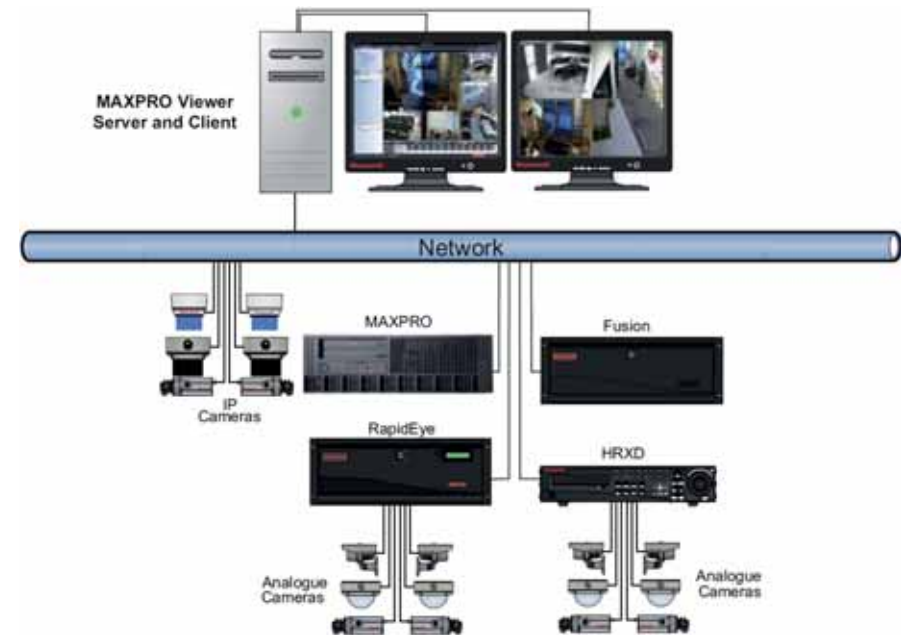 MAXPRO Viewer
Server and Client
Network
MAXPRO
Fusion
IP
Cameras
RapidEye
HRXD
Analogue
Cameras
Analogue
Cameras